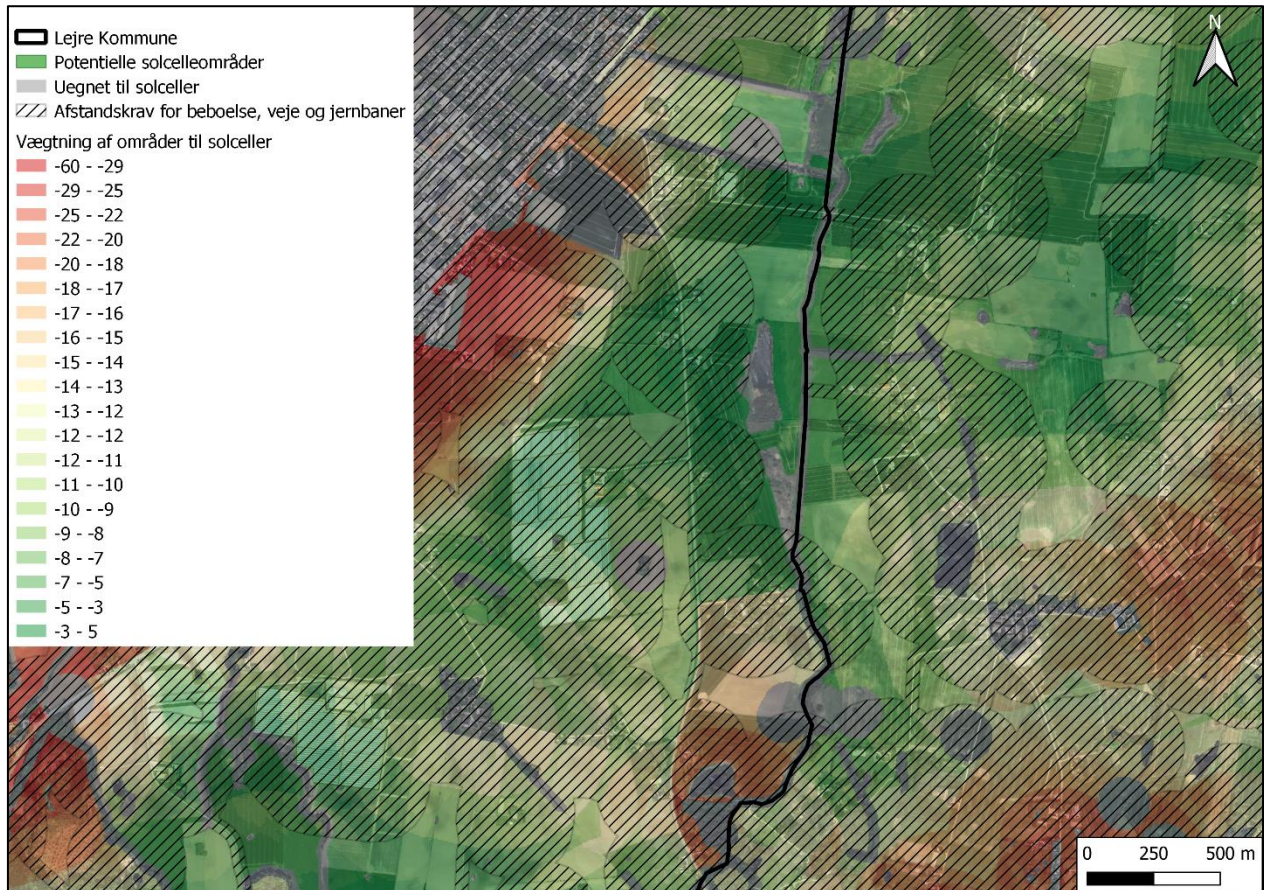 Lejre Kommune
Potentielle solcelleområder
Uegnet til solceller
Afstandskrav for beboelse, veje og jernbaner
Vægtning af områder til solceller
-60 - -29
-29 - -25
-25 - -22
-22 - -20
-20 - -18
-18 - -17
-17 - -16
-16 - -15
-15 - -14
-14 - -13
-13 - -12
-12 - -12
-12 - -11
-11 - -10
-10 - -9
-9 - -8
-8 - -7
-7 - -5
-5 - -3
-3 - 5
N
0 250 500 m